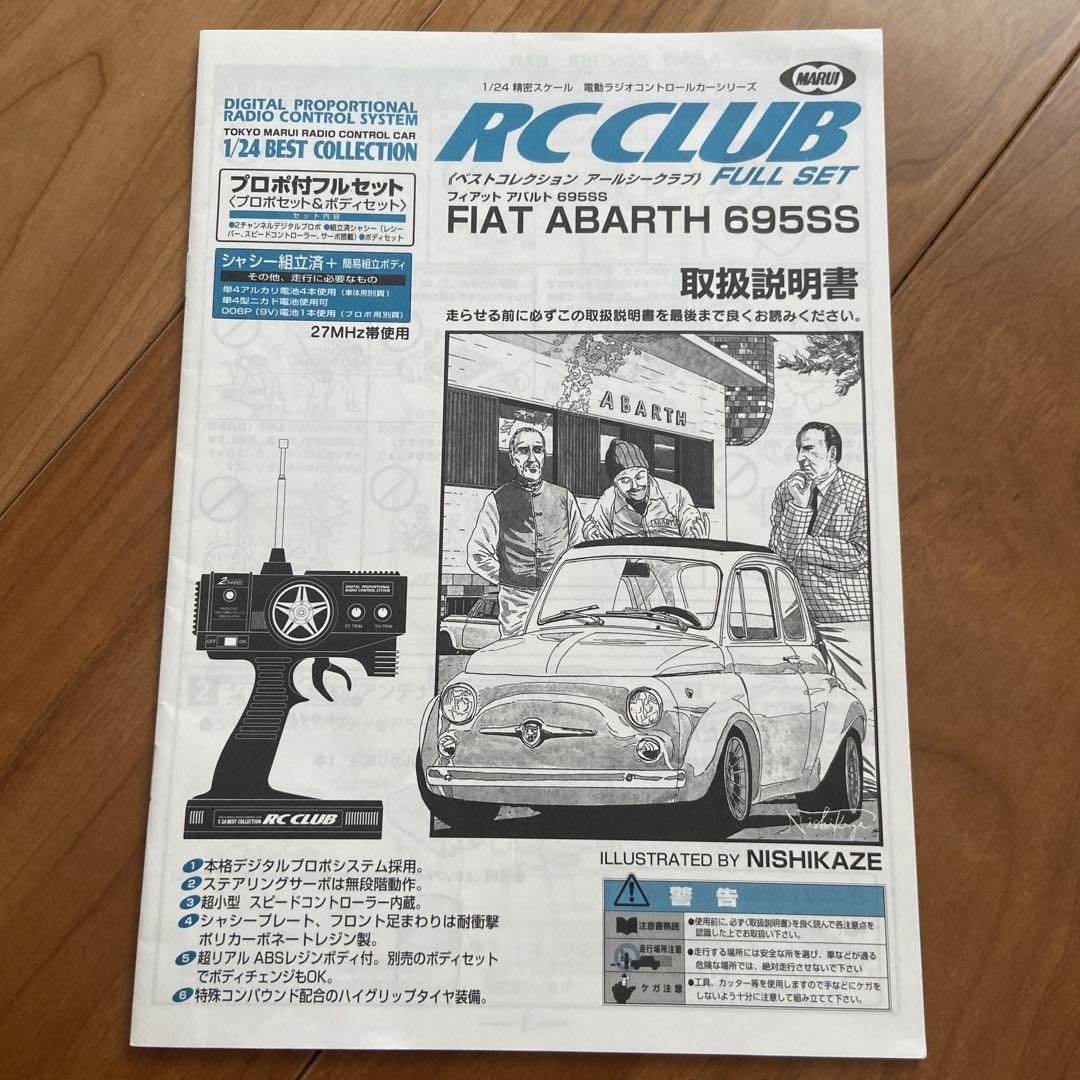 MARUI
1/24 精密スケール 電動ラジオコントロールカーシリーズ
DIGITAL PROPORTIONAL
RADIO CONTROL SYSTEM
TOKYO MARUI RADIO CONTROL CAR
1/24 BEST COLLECTION
RC CLUB
《ベストコレクション アールシークラブ》 FULL SET
フィアット アバルト 695SS
FIAT ABARTH 695SS
プロポ付フルセット
〈プロポセット&ボディセット〉
セット内容
●2チャンネルデジタルプロポ ●組立済シャシー(レシー
バー、スピードコントローラー、サーボ搭載) ●ボディセット
シャシー組立済+ 簡易組立ボディ
その他、走行に必要なもの
単4アルカリ電池4本使用(車体用別買)
単4型ニカド電池使用可
006P(9V)電池1本使用(プロポ用別買)
27MHz帯使用
取扱説明書
走らせる前に必ずこの取扱説明書を最後まで良くお読みください。
ABARTH
ABARTH
2 CHANNEL
DIGITAL PROPORTIONAL
RADIO CONTROL SYSTEM
ST-TRIM
TH-TRIM
OFF
ON
1/24 BEST COLLECTION RC CLUB
Nishikaze
ILLUSTRATED BY NISHIKAZE
1 本格デジタルプロポシステム採用。
2 ステアリングサーボは無段階動作。
3 超小型 スピードコントローラー内蔵。
4 シャシープレート、フロント足まわりは耐衝撃
ポリカーボネートレジン製。
5 超リアル ABSレジンボディ付。別売のボディセット
でボディチェンジもOK。
6 特殊コンパウンド配合のハイグリップタイヤ装備。
警告
注意書熟読
●使用前に、必ず〈取扱説明書〉を良く読んで各注意点を
認識した上でお取扱い下さい。
走行場所注意
●走行する場所には安全な所を選び、車などが通る
危険な場所では、絶対走行させないで下さい
ケガ注意
●工具、カッター等を使用しますので手などにケガを
しないよう十分に注意して組み立てて下さい。